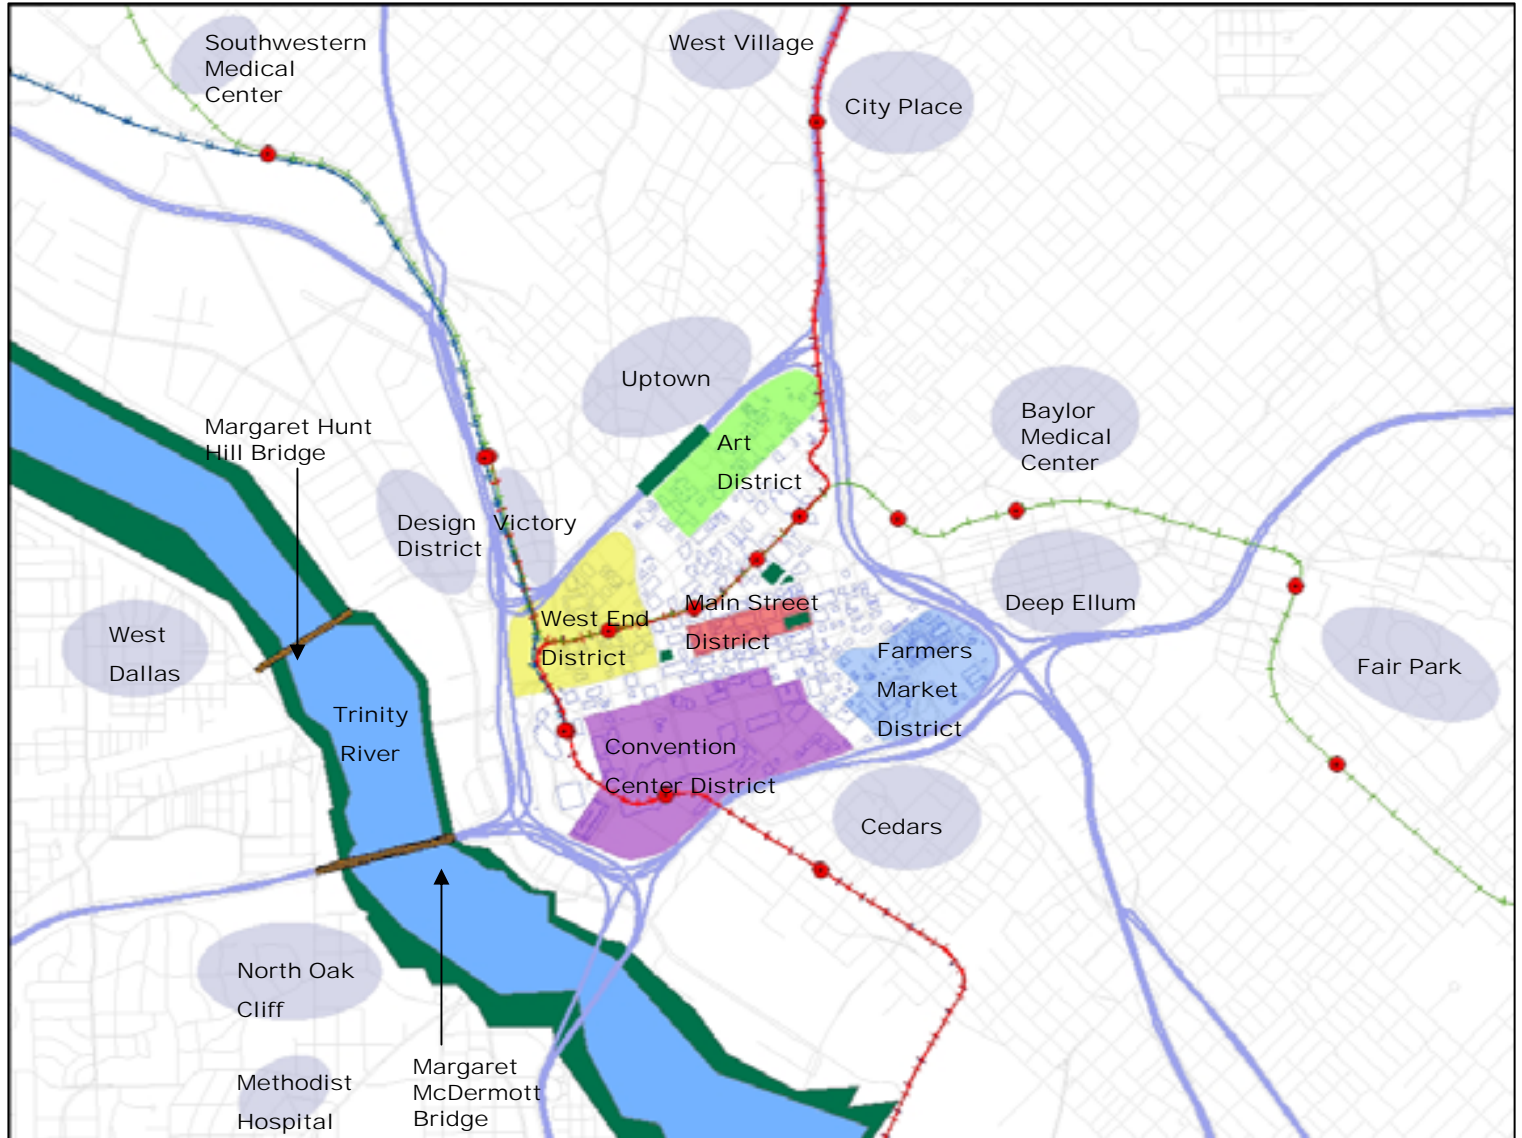 Southwestern
Medical
Center
West Village
City Place
Uptown
Margaret Hunt
Hill Bridge
Art
District
Baylor
Medical
Center
Design
District
Victory
West End
District
Main Street
District
Deep Ellum
West
Dallas
Farmers
Market
District
Fair Park
Trinity
River
Convention
Center District
Cedars
North Oak
Cliff
Methodist
Hospital
Margaret
McDermott
Bridge